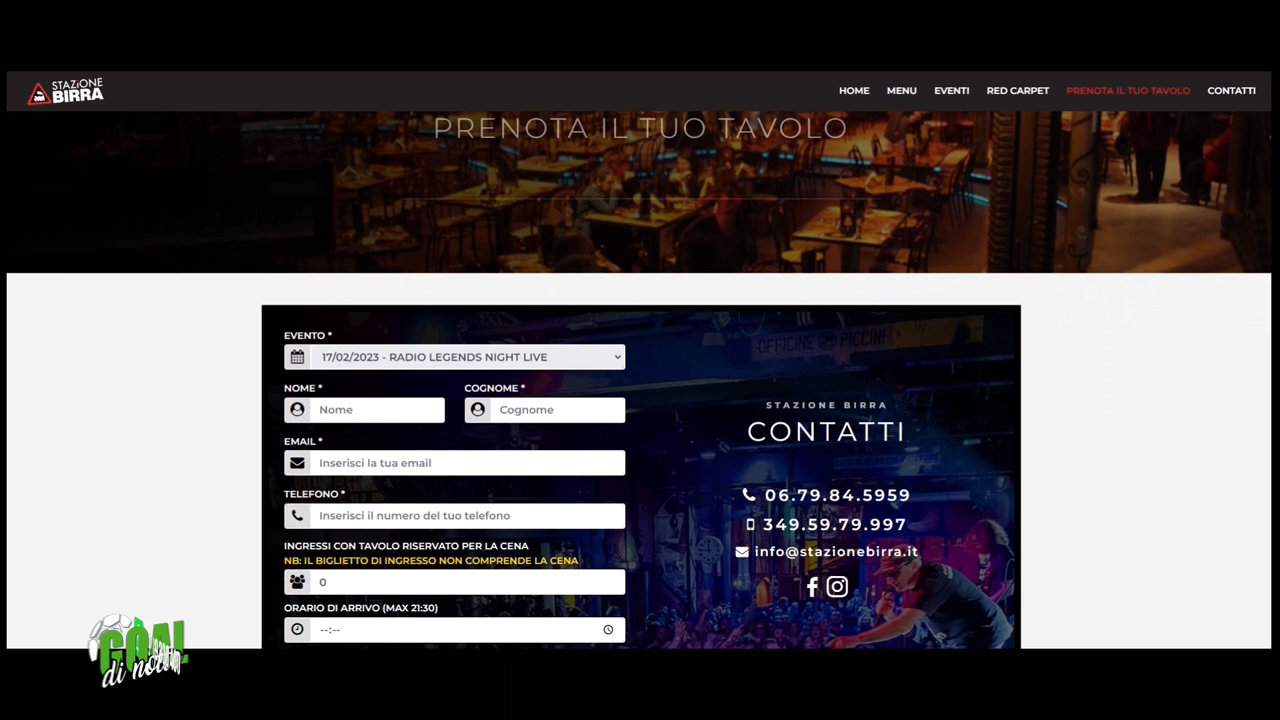 STAZIONE
BIRRA
HOME MENU EVENTI RED CARPET PRENOTA IL TUO TAVOLO CONTATTI
PRENOTA IL TUO TAVOLO
EVENTO *
17/02/2023 - RADIO LEGENDS NIGHT LIVE
NOME * COGNOME *
Nome Cognome
EMAIL *
Inserisci la tua email
TELEFONO *
Inserisci il numero del tuo telefono
INGRESSI CON TAVOLO RISERVATO PER LA CENA
NB: IL BIGLIETTO DI INGRESSO NON COMPRENDE LA CENA
0
ORARIO DI ARRIVO (MAX 21:30)
--:--
OFFICINE PICCINI
STAZIONE BIRRA
CONTATTI
06.79.84.5959
349.59.79.997
info@stazionebirra.it
GOAL
di notte